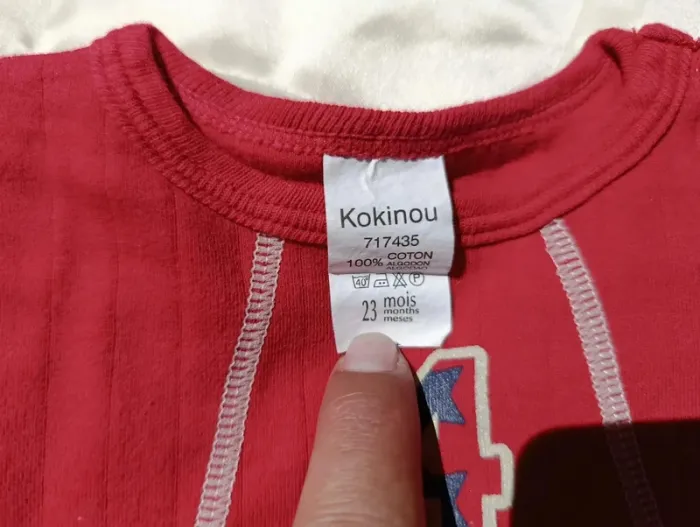 Kokinou
717435
100% COTON
ALGODON
40°
P
23 mois
months
meses